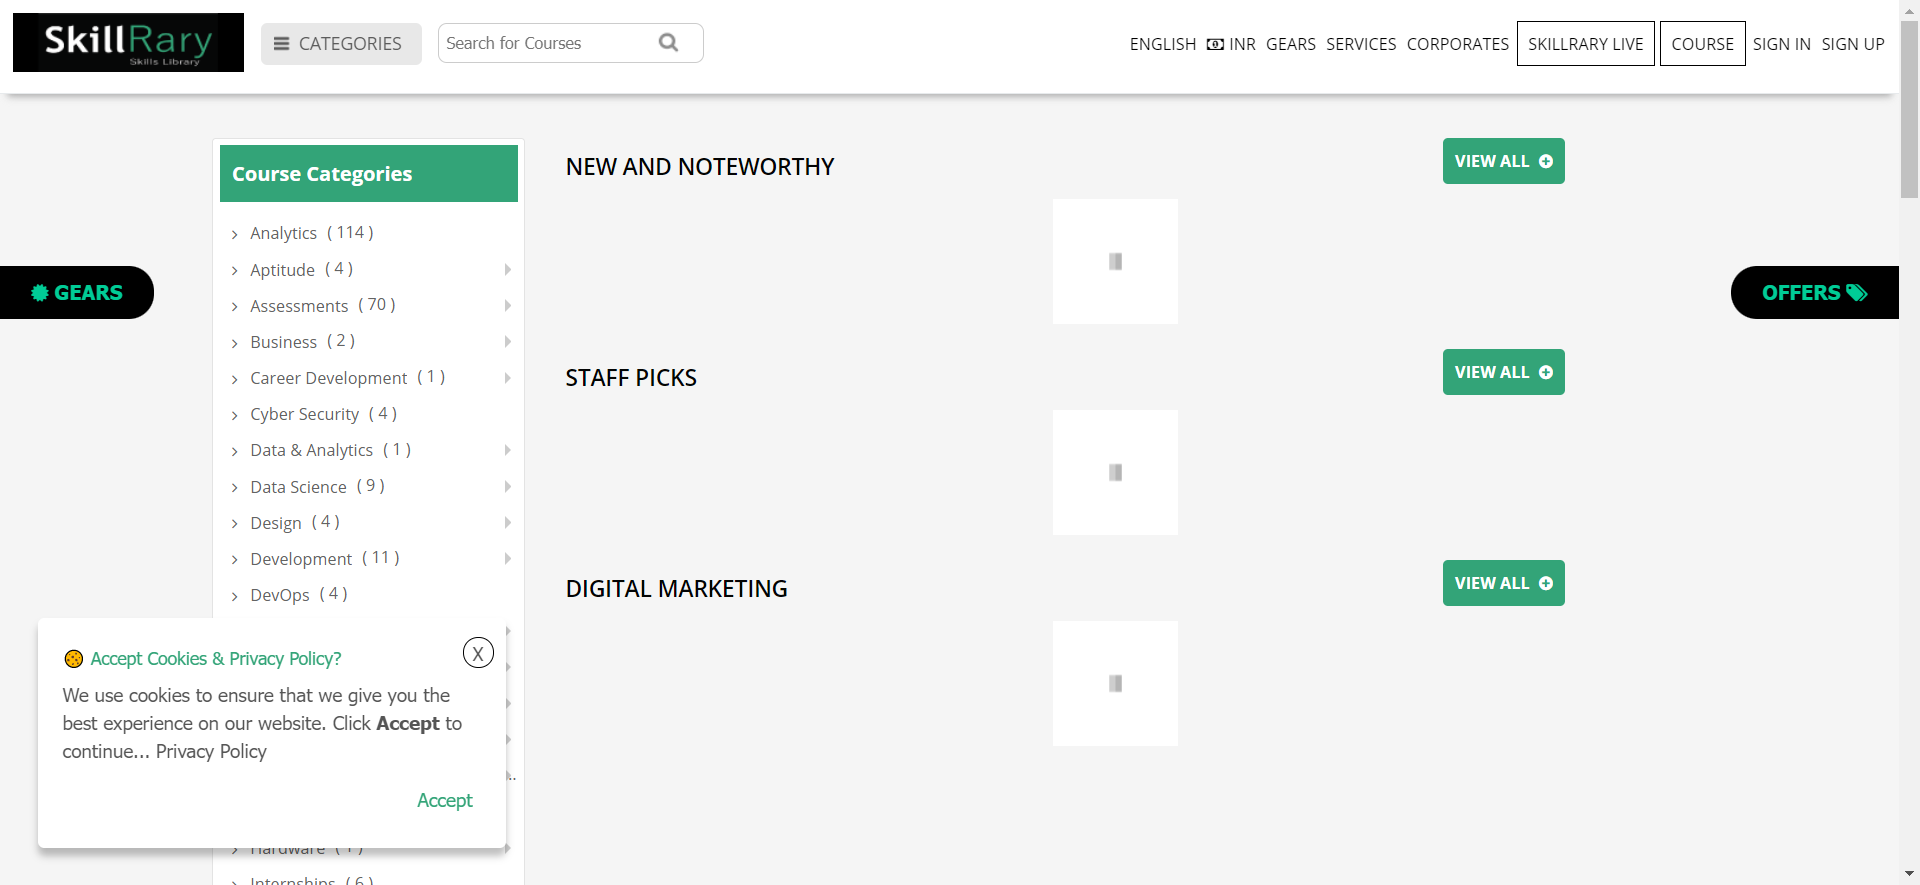 SkillRary
Skills Library
CATEGORIES
Search for Courses
ENGLISH INR GEARS SERVICES CORPORATES SKILLRARY LIVE COURSE SIGN IN SIGN UP
Course Categories
Analytics ( 114 )
Aptitude ( 4 )
Assessments ( 70 )
Business ( 2 )
Career Development ( 1 )
Cyber Security ( 4 )
Data & Analytics ( 1 )
Data Science ( 9 )
Design ( 4 )
Development ( 11 )
DevOps ( 4 )
Hardware ( 1 )
Internships ( 6 )
NEW AND NOTEWORTHY
VIEW ALL
STAFF PICKS
VIEW ALL
DIGITAL MARKETING
VIEW ALL
GEARS
OFFERS
Accept Cookies & Privacy Policy?
X
We use cookies to ensure that we give you the
best experience on our website. Click Accept to
continue... Privacy Policy
Accept